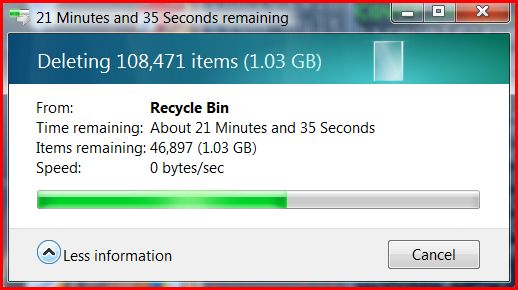 21 Minutes and 35 Seconds remaining
Deleting 108,471 items (1.03 GB)
From: Recycle Bin
Time remaining: About 21 Minutes and 35 Seconds
Items remaining: 46,897 (1.03 GB)
Speed: 0 bytes/sec
Less information
Cancel